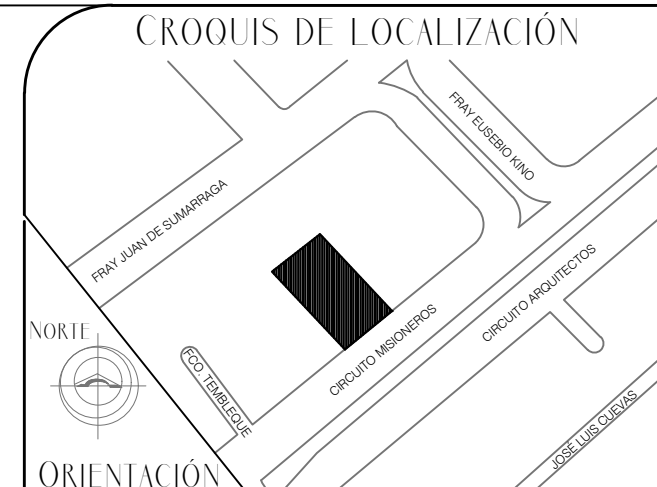 CROQUIS DE LOCALIZACIÓN
FRAY EUSEBIO KINO
FRAY JUAN DE SUMARRAGA
CIRCUITO ARQUITECTOS
CIRCUITO MISIONEROS
NORTE
FCO. TEMBLEQUE
JOSÉ LUIS CUEVAS
ORIENTACIÓN